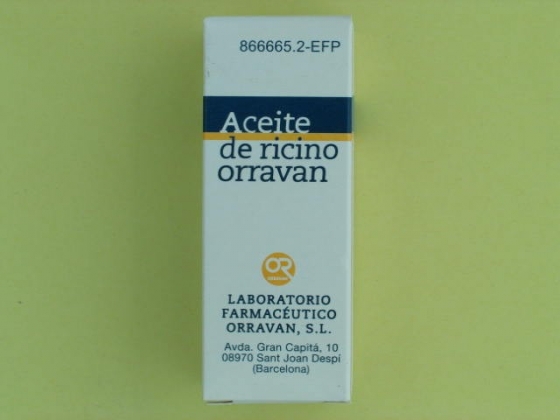 866665.2-EFP
Aceite
de ricino
orravan
OR
LABORATORIO
FARMACÉUTICO
ORRAVAN, S.L.
Avda. Gran Capitá, 10
08970 Sant Joan Despí
(Barcelona)